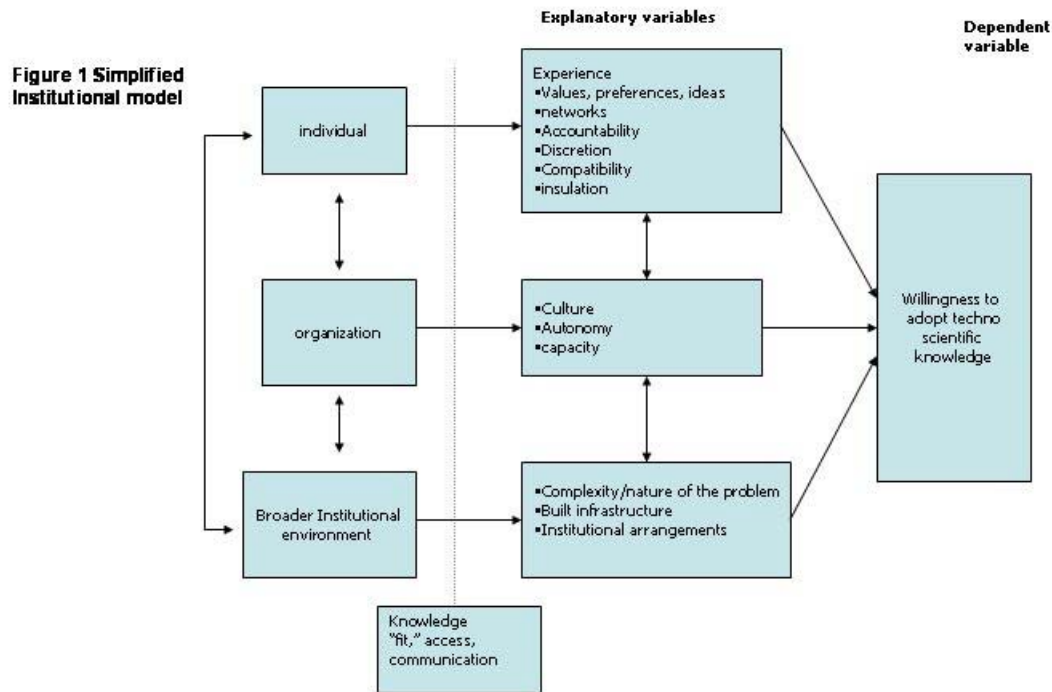 Explanatory variables
Dependent
variable
Figure 1 Simplified
Institutional model
individual
Experience
▪Values, preferences, ideas
▪networks
▪Accountability
▪Discretion
▪Compatibility
▪insulation
organization
▪Culture
▪Autonomy
▪capacity
Willingness to
adopt techno
scientific
knowledge
Broader Institutional
environment
▪Complexity/nature of the problem
▪Built infrastructure
▪Institutional arrangements
Knowledge
"fit," access,
communication